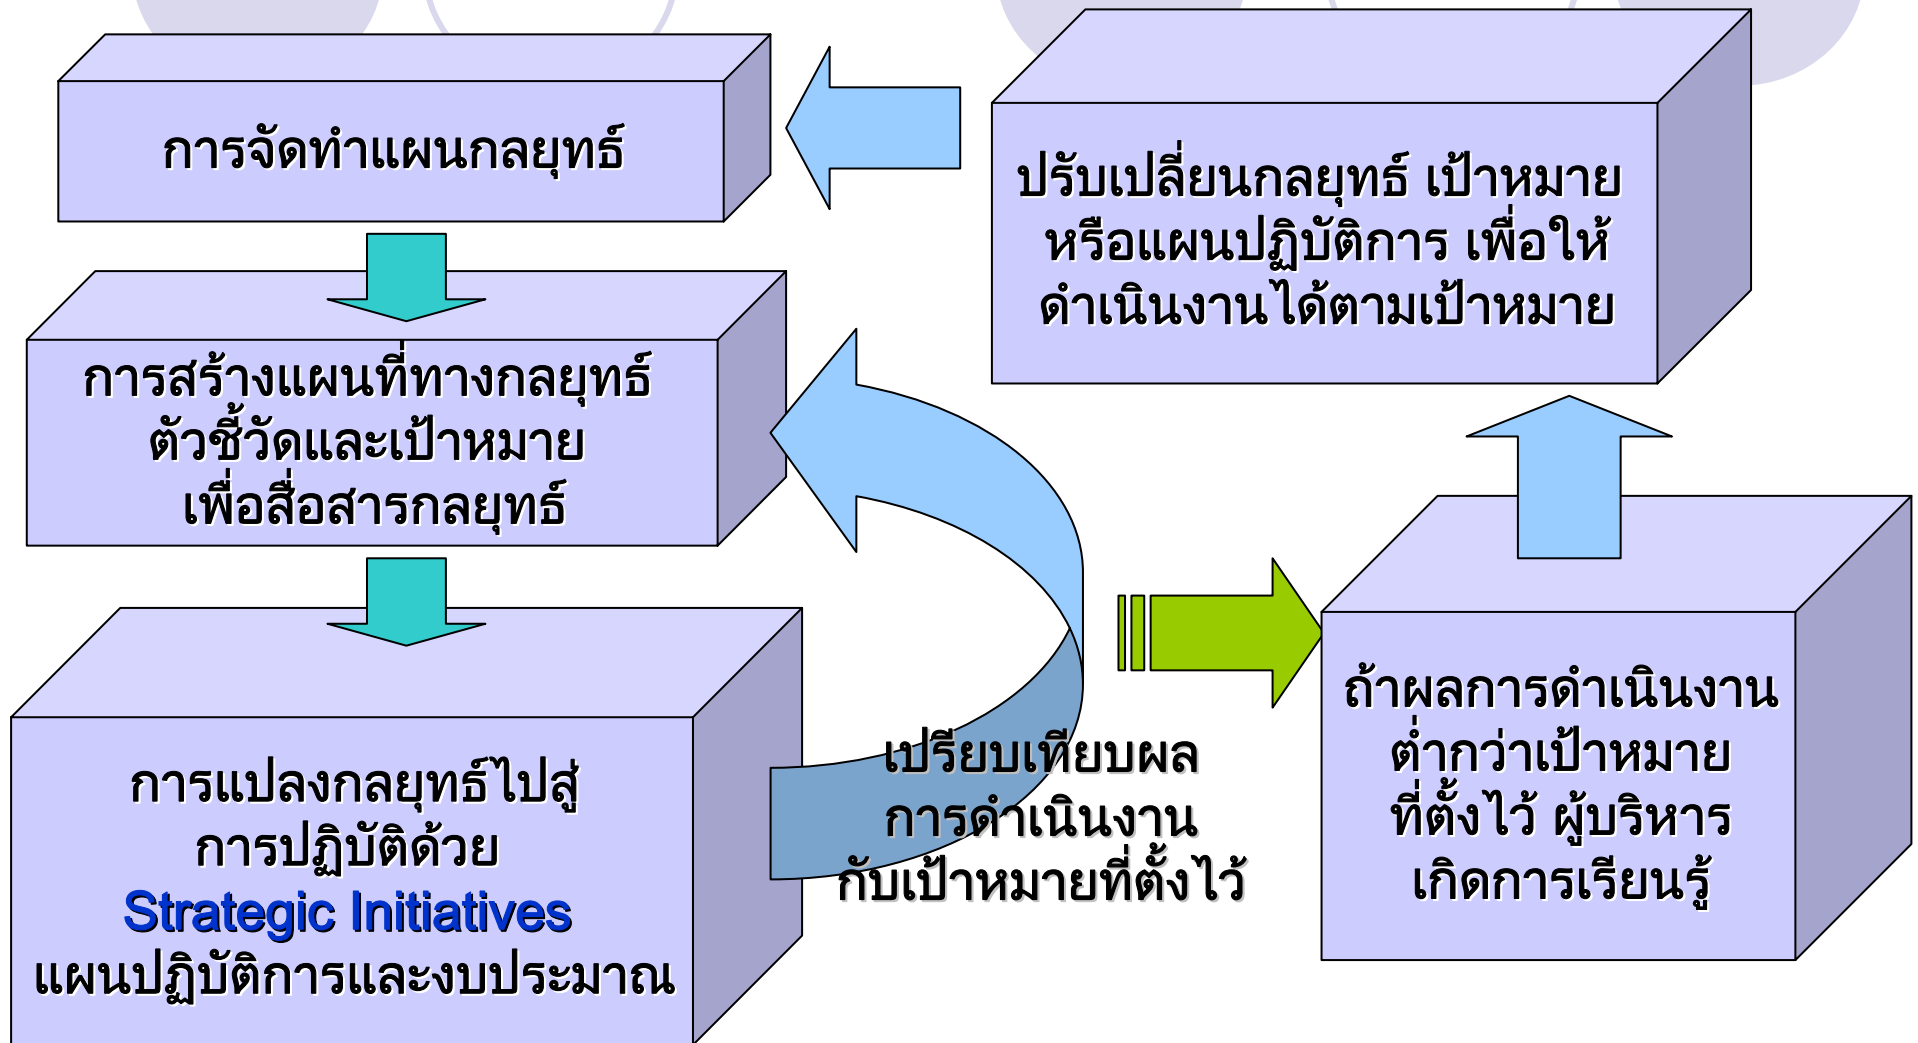 การจัดทำแผนกลยุทธ์
การสร้างแผนที่ทางกลยุทธ์
ตัวชี้วัดและเป้าหมาย
เพื่อสื่อสารกลยุทธ์
การแปลงกลยุทธ์ไปสู่
การปฏิบัติด้วย
Strategic Initiatives
แผนปฏิบัติการและงบประมาณ
เปรียบเทียบผล
การดำเนินงาน
กับเป้าหมายที่ตั้งไว้
ถ้าผลการดำเนินงาน
ต่ำกว่าเป้าหมาย
ที่ตั้งไว้ ผู้บริหาร
เกิดการเรียนรู้
ปรับเปลี่ยนกลยุทธ์ เป้าหมาย
หรือแผนปฏิบัติการ เพื่อให้
ดำเนินงานได้ตามเป้าหมาย